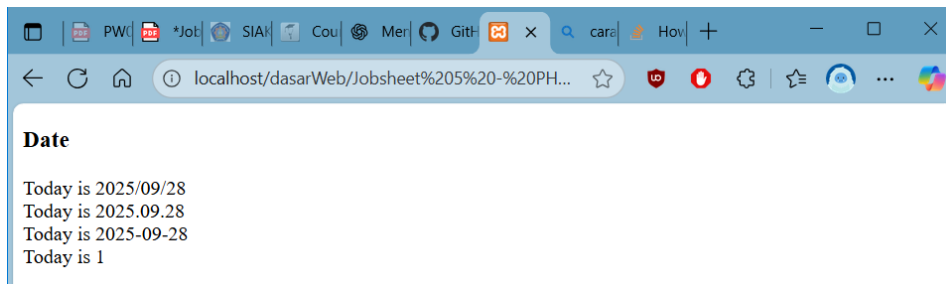 PWC *Job SIAK Cou Mer GitH cara How
localhost/dasarWeb/Jobsheet%205%20-%20PH...
Date
Today is 2025/09/28
Today is 2025.09.28
Today is 2025-09-28
Today is 1